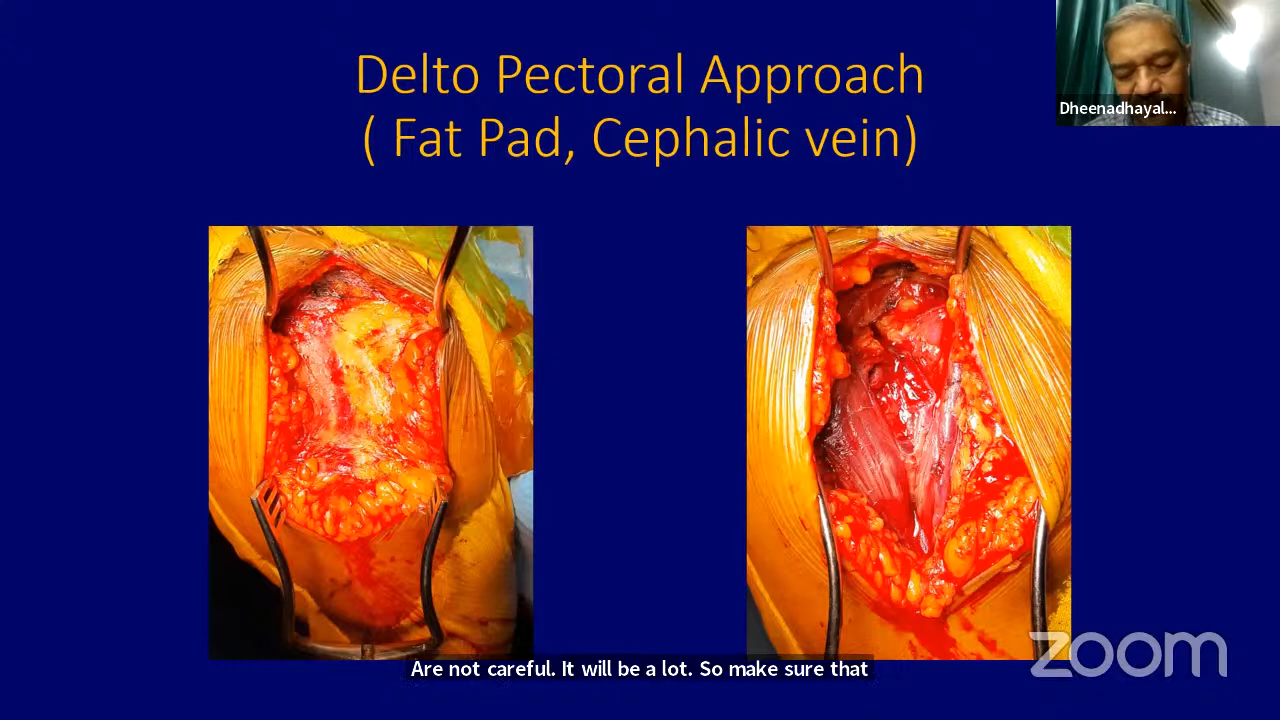 Delto Pectoral Approach
( Fat Pad, Cephalic vein)
Dheenadhayal...
Are not careful. It will be a lot. So make sure that
zoom